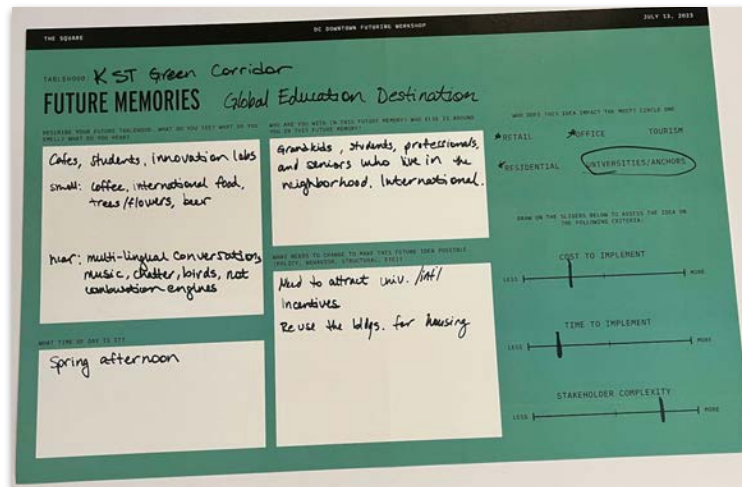 THE SQUARE
DC DOWNTOWN FUTURING WORKSHOP
JULY 13, 2023
TABLEHOOD: K ST Green Corridor
FUTURE MEMORIES Global Education Destination
DESCRIBE YOUR FUTURE TABLEHOOD. WHAT DO YOU SEE? WHAT DO YOU
SMELL? WHAT DO YOU HEAR?
Cafes, students, innovation labs
smell: coffee, international food,
trees/flowers, beer
hear: multi-lingual conversation,
music, chatter, birds, not
combustion engines
WHAT TIME OF DAY IS IT?
Spring afternoon
WHO ARE YOU WITH IN THIS FUTURE MEMORY? WHO ELSE IS AROUND
YOU IN THIS FUTURE MEMORY?
Grandkids, students, professionals,
and seniors who live in the
neighborhood, International.
WHAT NEEDS TO CHANGE TO MAKE THIS FUTURE IDEA POSSIBLE
(POLICY, BEHAVIOR, STRUCTURAL, ETC)?
Need to attract univ. /int/
Incentives
Re use the bldgs. for housing
WHO DOES THIS IDEA IMPACT THE MOST? CIRCLE ONE
RETAIL
OFFICE
TOURISM
RESIDENTIAL
UNIVERSITIES/ANCHORS
DRAW ON THE SLIDERS BELOW TO ASSESS THE IDEA ON
THE FOLLOWING CRITERIA:
COST TO IMPLEMENT
LESS MORE
TIME TO IMPLEMENT
LESS MORE
STAKEHOLDER COMPLEXITY
LESS MORE